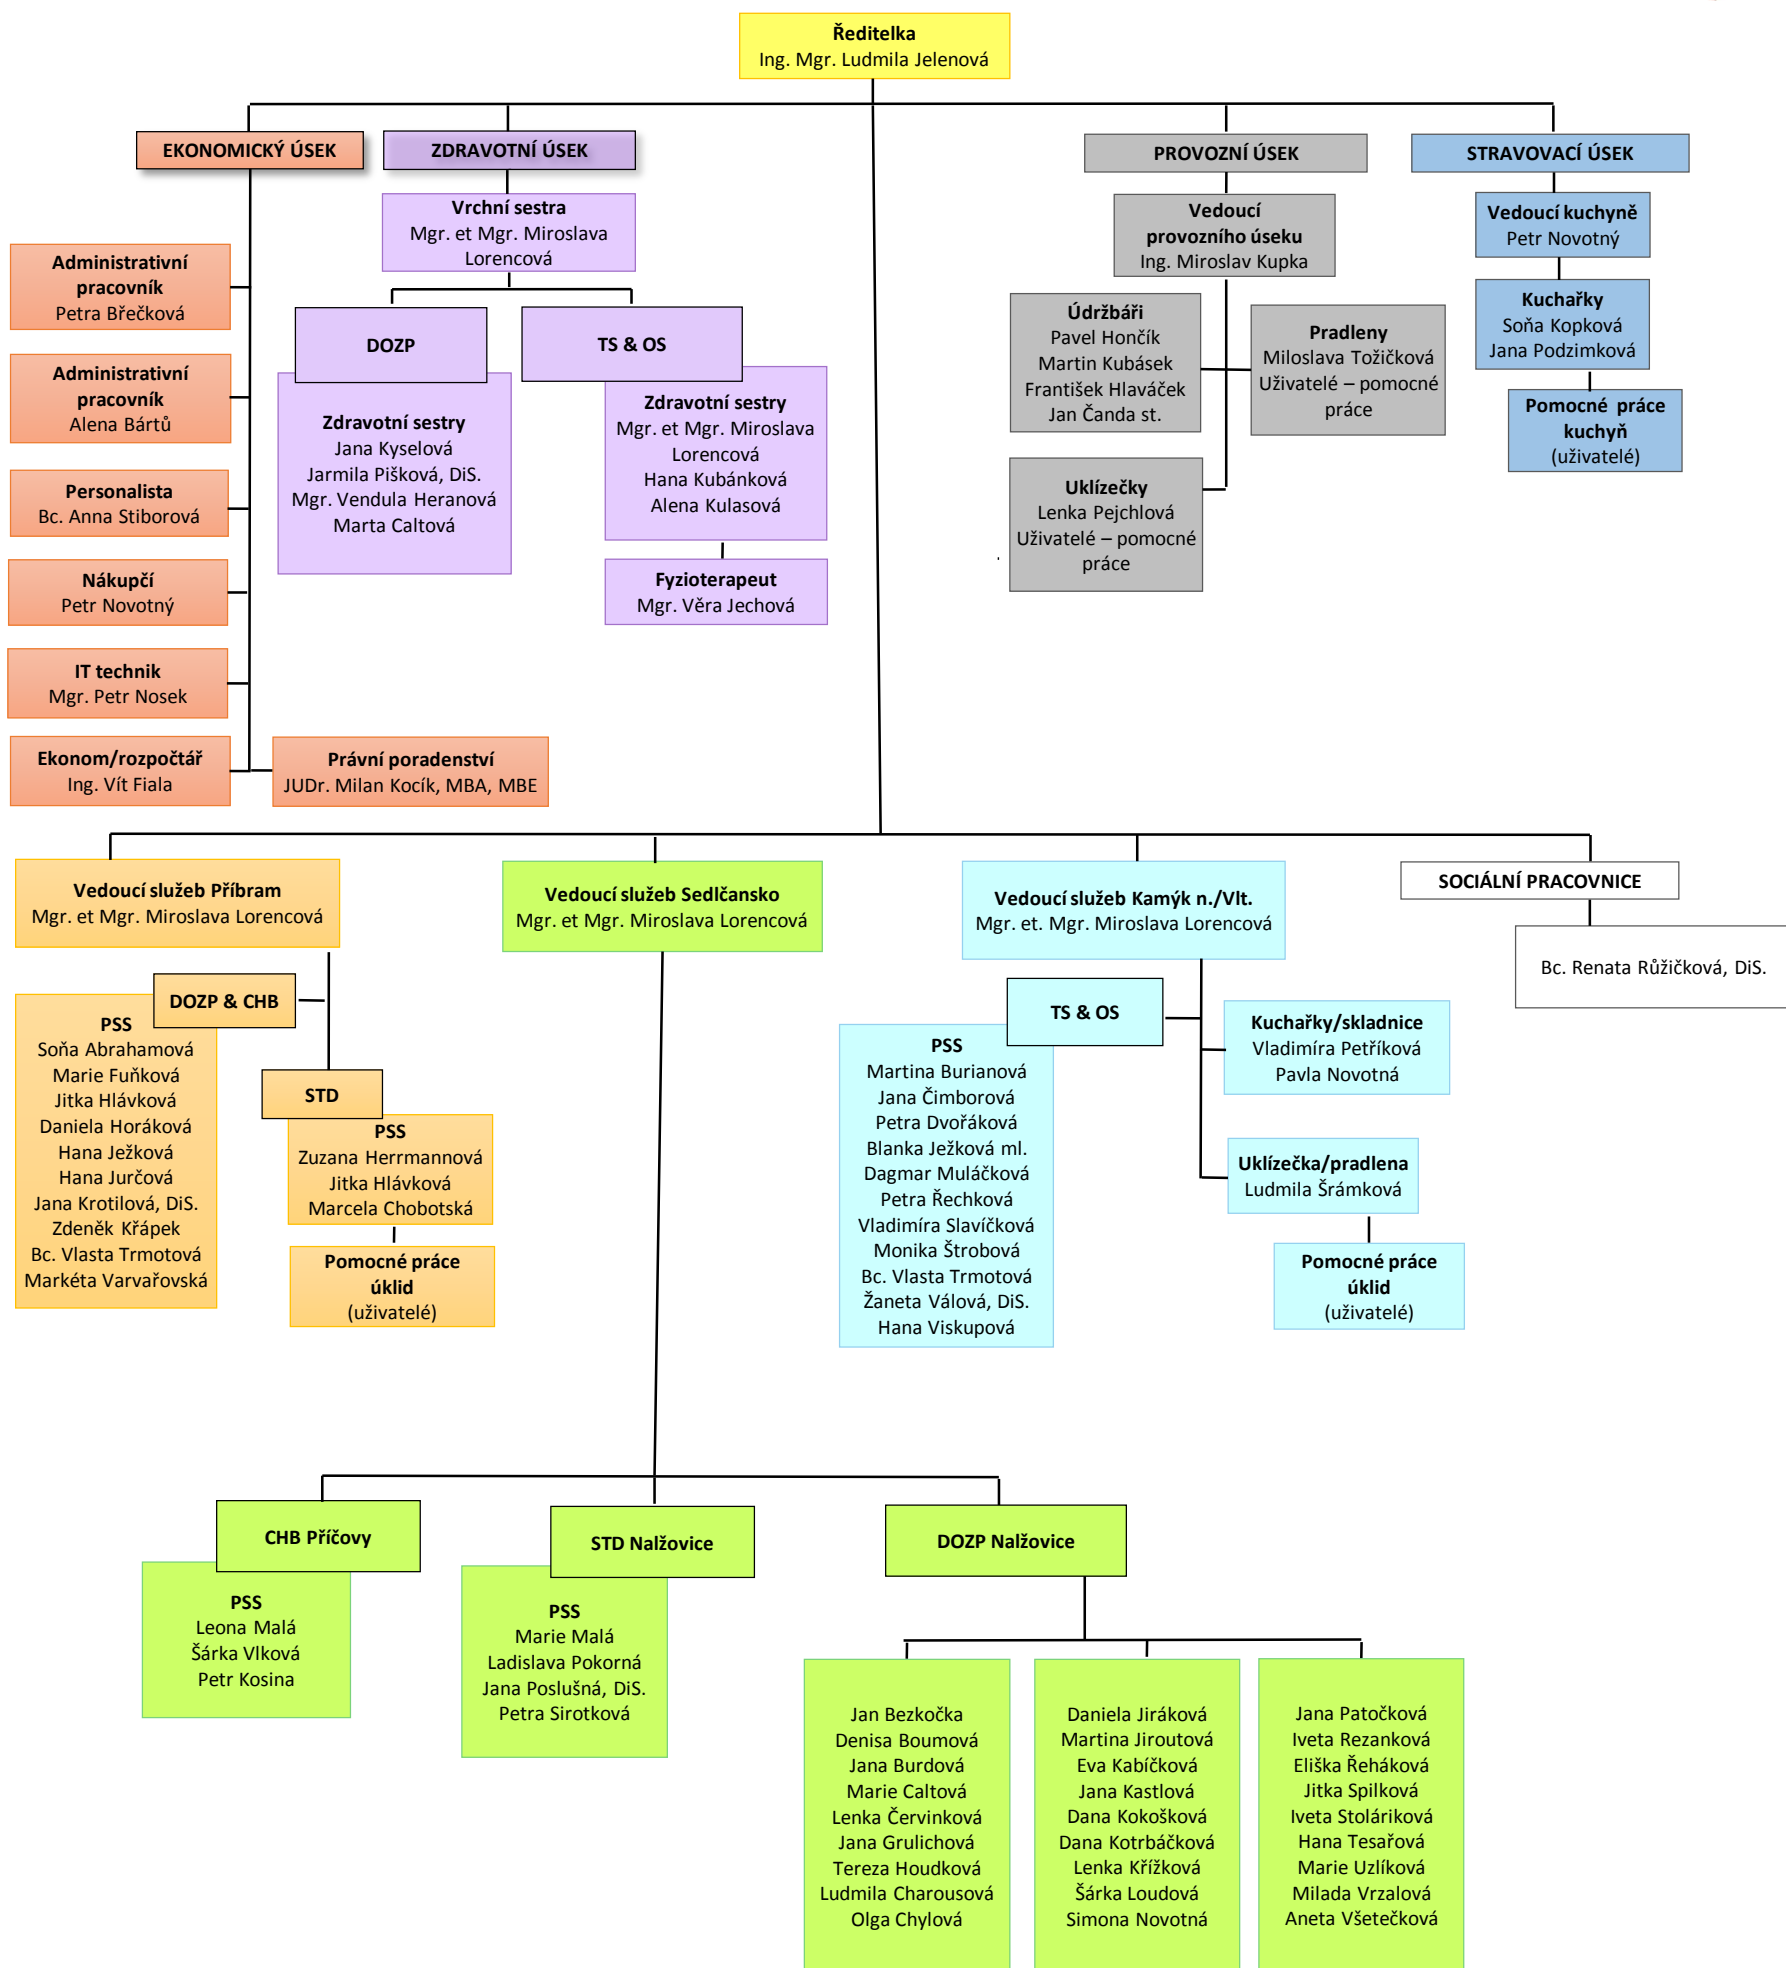 Ředitelka
Ing. Mgr. Ludmila Jelenová
EKONOMICKÝ ÚSEK
ZDRAVOTNÍ ÚSEK
PROVOZNÍ ÚSEK
STRAVOVACÍ ÚSEK
Administrativní
pracovník
Petra Břečková
Administrativní
pracovník
Alena Bártů
Personalista
Bc. Anna Stiborová
Nákupčí
Petr Novotný
IT technik
Mgr. Petr Nosek
Ekonom/rozpočtář
Ing. Vít Fiala
Právní poradenství
JUDr. Milan Kocík, MBA, MBE
Vrchní sestra
Mgr. et Mgr. Miroslava
Lorencová
DOZP
Zdravotní sestry
Jana Kyselová
Jarmila Pišková, DiS.
Mgr. Vendula Heranová
Marta Caltová
TS & OS
Zdravotní sestry
Mgr. et Mgr. Miroslava
Lorencová
Hana Kubánková
Alena Kulasová
Fyzioterapeut
Mgr. Věra Jechová
Vedoucí
provozního úseku
Ing. Miroslav Kupka
Údržbáři
Pavel Hončík
Martin Kubásek
František Hlaváček
Jan Čanda st.
Pradleny
Miloslava Tožičková
Uživatelé – pomocné
práce
Uklízečky
Lenka Pejchlová
Uživatelé – pomocné
práce
Vedoucí kuchyně
Petr Novotný
Kuchařky
Soňa Kopková
Jana Podzimková
Pomocné práce
kuchyň
(uživatelé)
Vedoucí služeb Příbram
Mgr. et Mgr. Miroslava Lorencová
DOZP & CHB
PSS
Soňa Abrahamová
Marie Fuňková
Jitka Hlávková
Daniela Horáková
Hana Ježková
Hana Jurčová
Jana Krotilová, DiS.
Zdeněk Křápek
Bc. Vlasta Trmotová
Markéta Varvařovská
STD
PSS
Zuzana Herrmannová
Jitka Hlávková
Marcela Chobotská
Pomocné práce
úklid
(uživatelé)
Vedoucí služeb Sedlčansko
Mgr. et Mgr. Miroslava Lorencová
Vedoucí služeb Kamýk n./Vlt.
Mgr. et. Mgr. Miroslava Lorencová
TS & OS
PSS
Martina Burianová
Jana Čimborová
Petra Dvořáková
Blanka Ježková ml.
Dagmar Muláčková
Petra Řechková
Vladimíra Slavíčková
Monika Štrobová
Bc. Vlasta Trmotová
Žaneta Válová, DiS.
Hana Viskupová
Kuchařky/skladnice
Vladimíra Petříková
Pavla Novotná
Uklízečka/pradlena
Ludmila Šrámková
Pomocné práce
úklid
(uživatelé)
SOCIÁLNÍ PRACOVNICE
Bc. Renata Růžičková, DiS.
CHB Příčovy
PSS
Leona Malá
Šárka Vlková
Petr Kosina
STD Nalžovice
PSS
Marie Malá
Ladislava Pokorná
Jana Poslušná, DiS.
Petra Sirotková
DOZP Nalžovice
Jan Bezkočka
Denisa Boumová
Jana Burdová
Marie Caltová
Lenka Červinková
Jana Grulichová
Tereza Houdková
Ludmila Charousová
Olga Chylová
Daniela Jiráková
Martina Jiroutová
Eva Kabíčková
Jana Kastlová
Dana Kokošková
Dana Kotrbáčková
Lenka Křížková
Šárka Loudová
Simona Novotná
Jana Patočková
Iveta Rezanková
Eliška Řeháková
Jitka Spilková
Iveta Stoláriková
Hana Tesařová
Marie Uzlíková
Milada Vrzalová
Aneta Všetečková